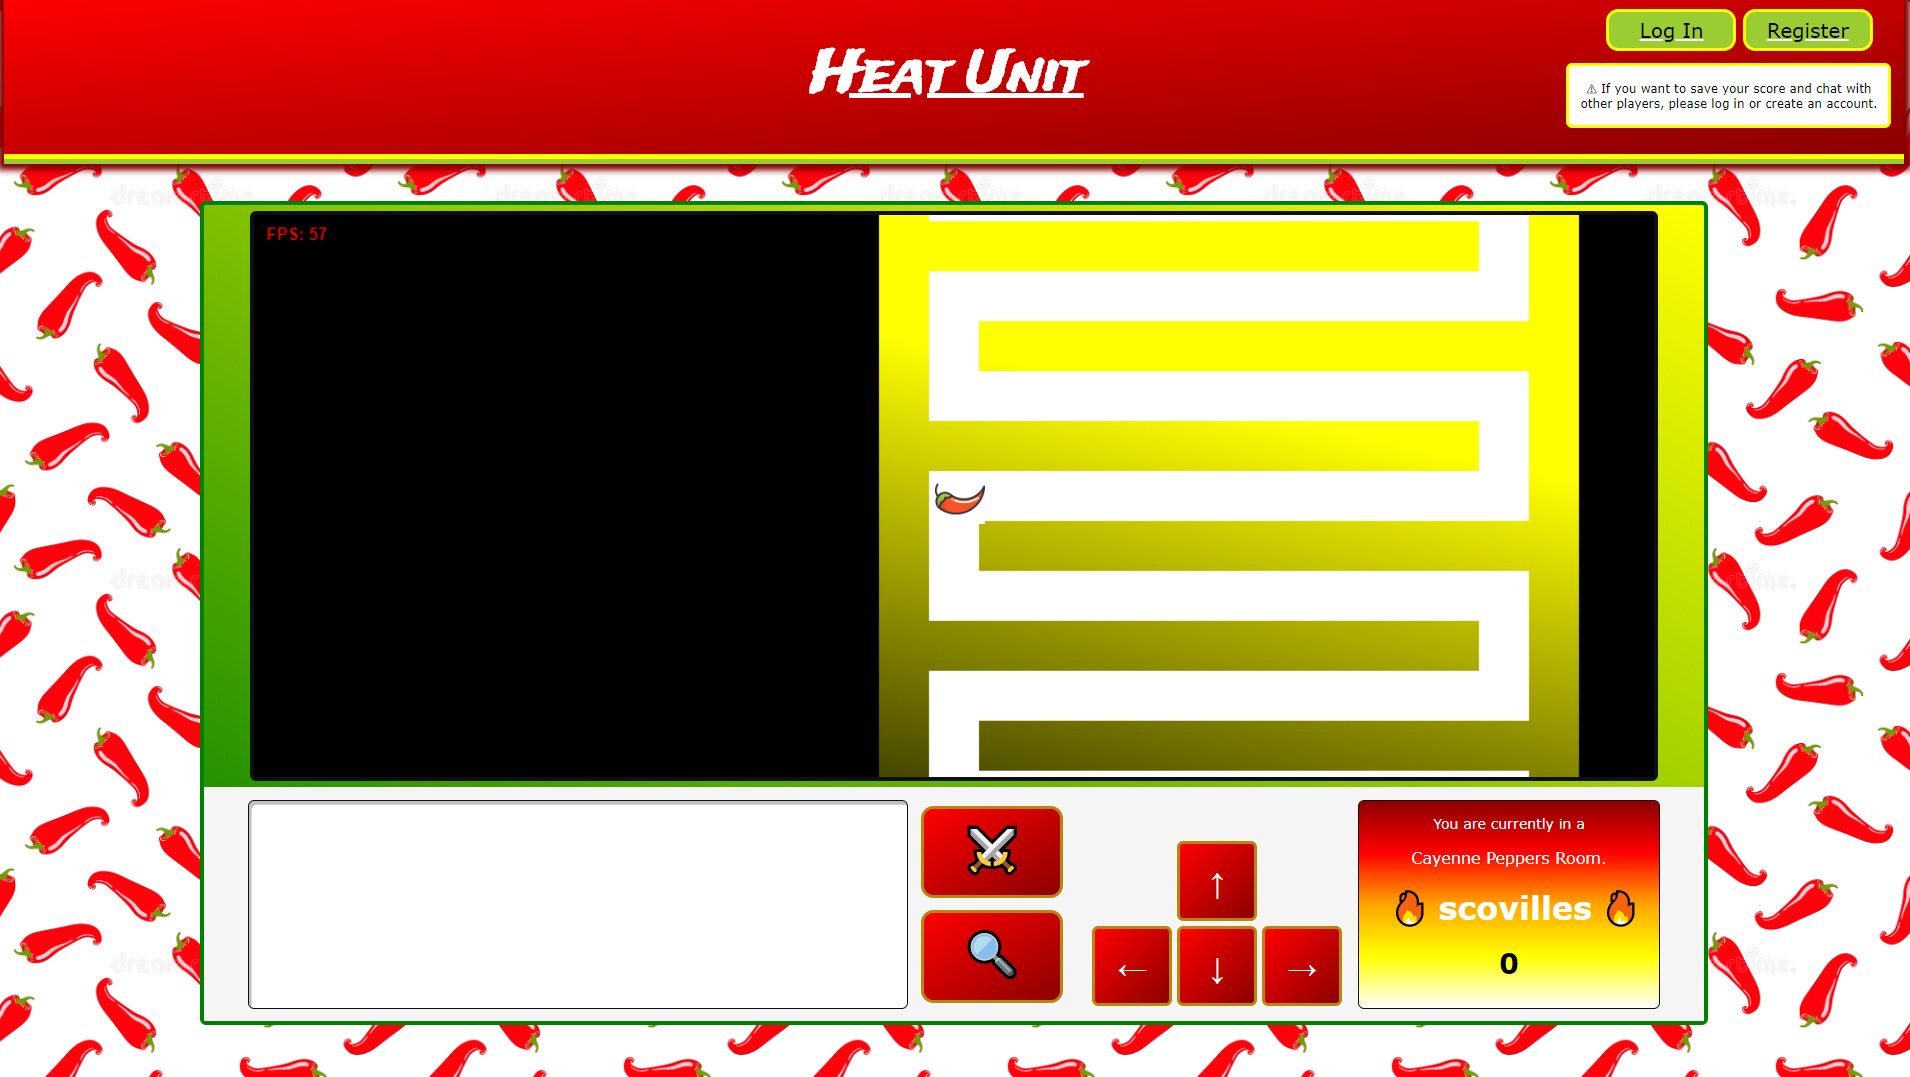 Log In
Register
Heat Unit
⚠ If you want to save your score and chat with
other players, please log in or create an account.
FPS: 57
You are currently in a
Cayenne Peppers Room.
🔥 scovilles 🔥
0
↑
← ↓ →